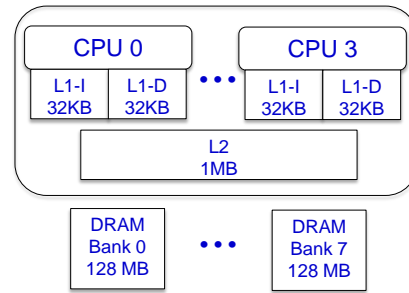 CPU 0
CPU 3
L1-I
32KB
L1-D
32KB
L1-I
32KB
L1-D
32KB
L2
1MB
DRAM
Bank 0
128 MB
DRAM
Bank 7
128 MB